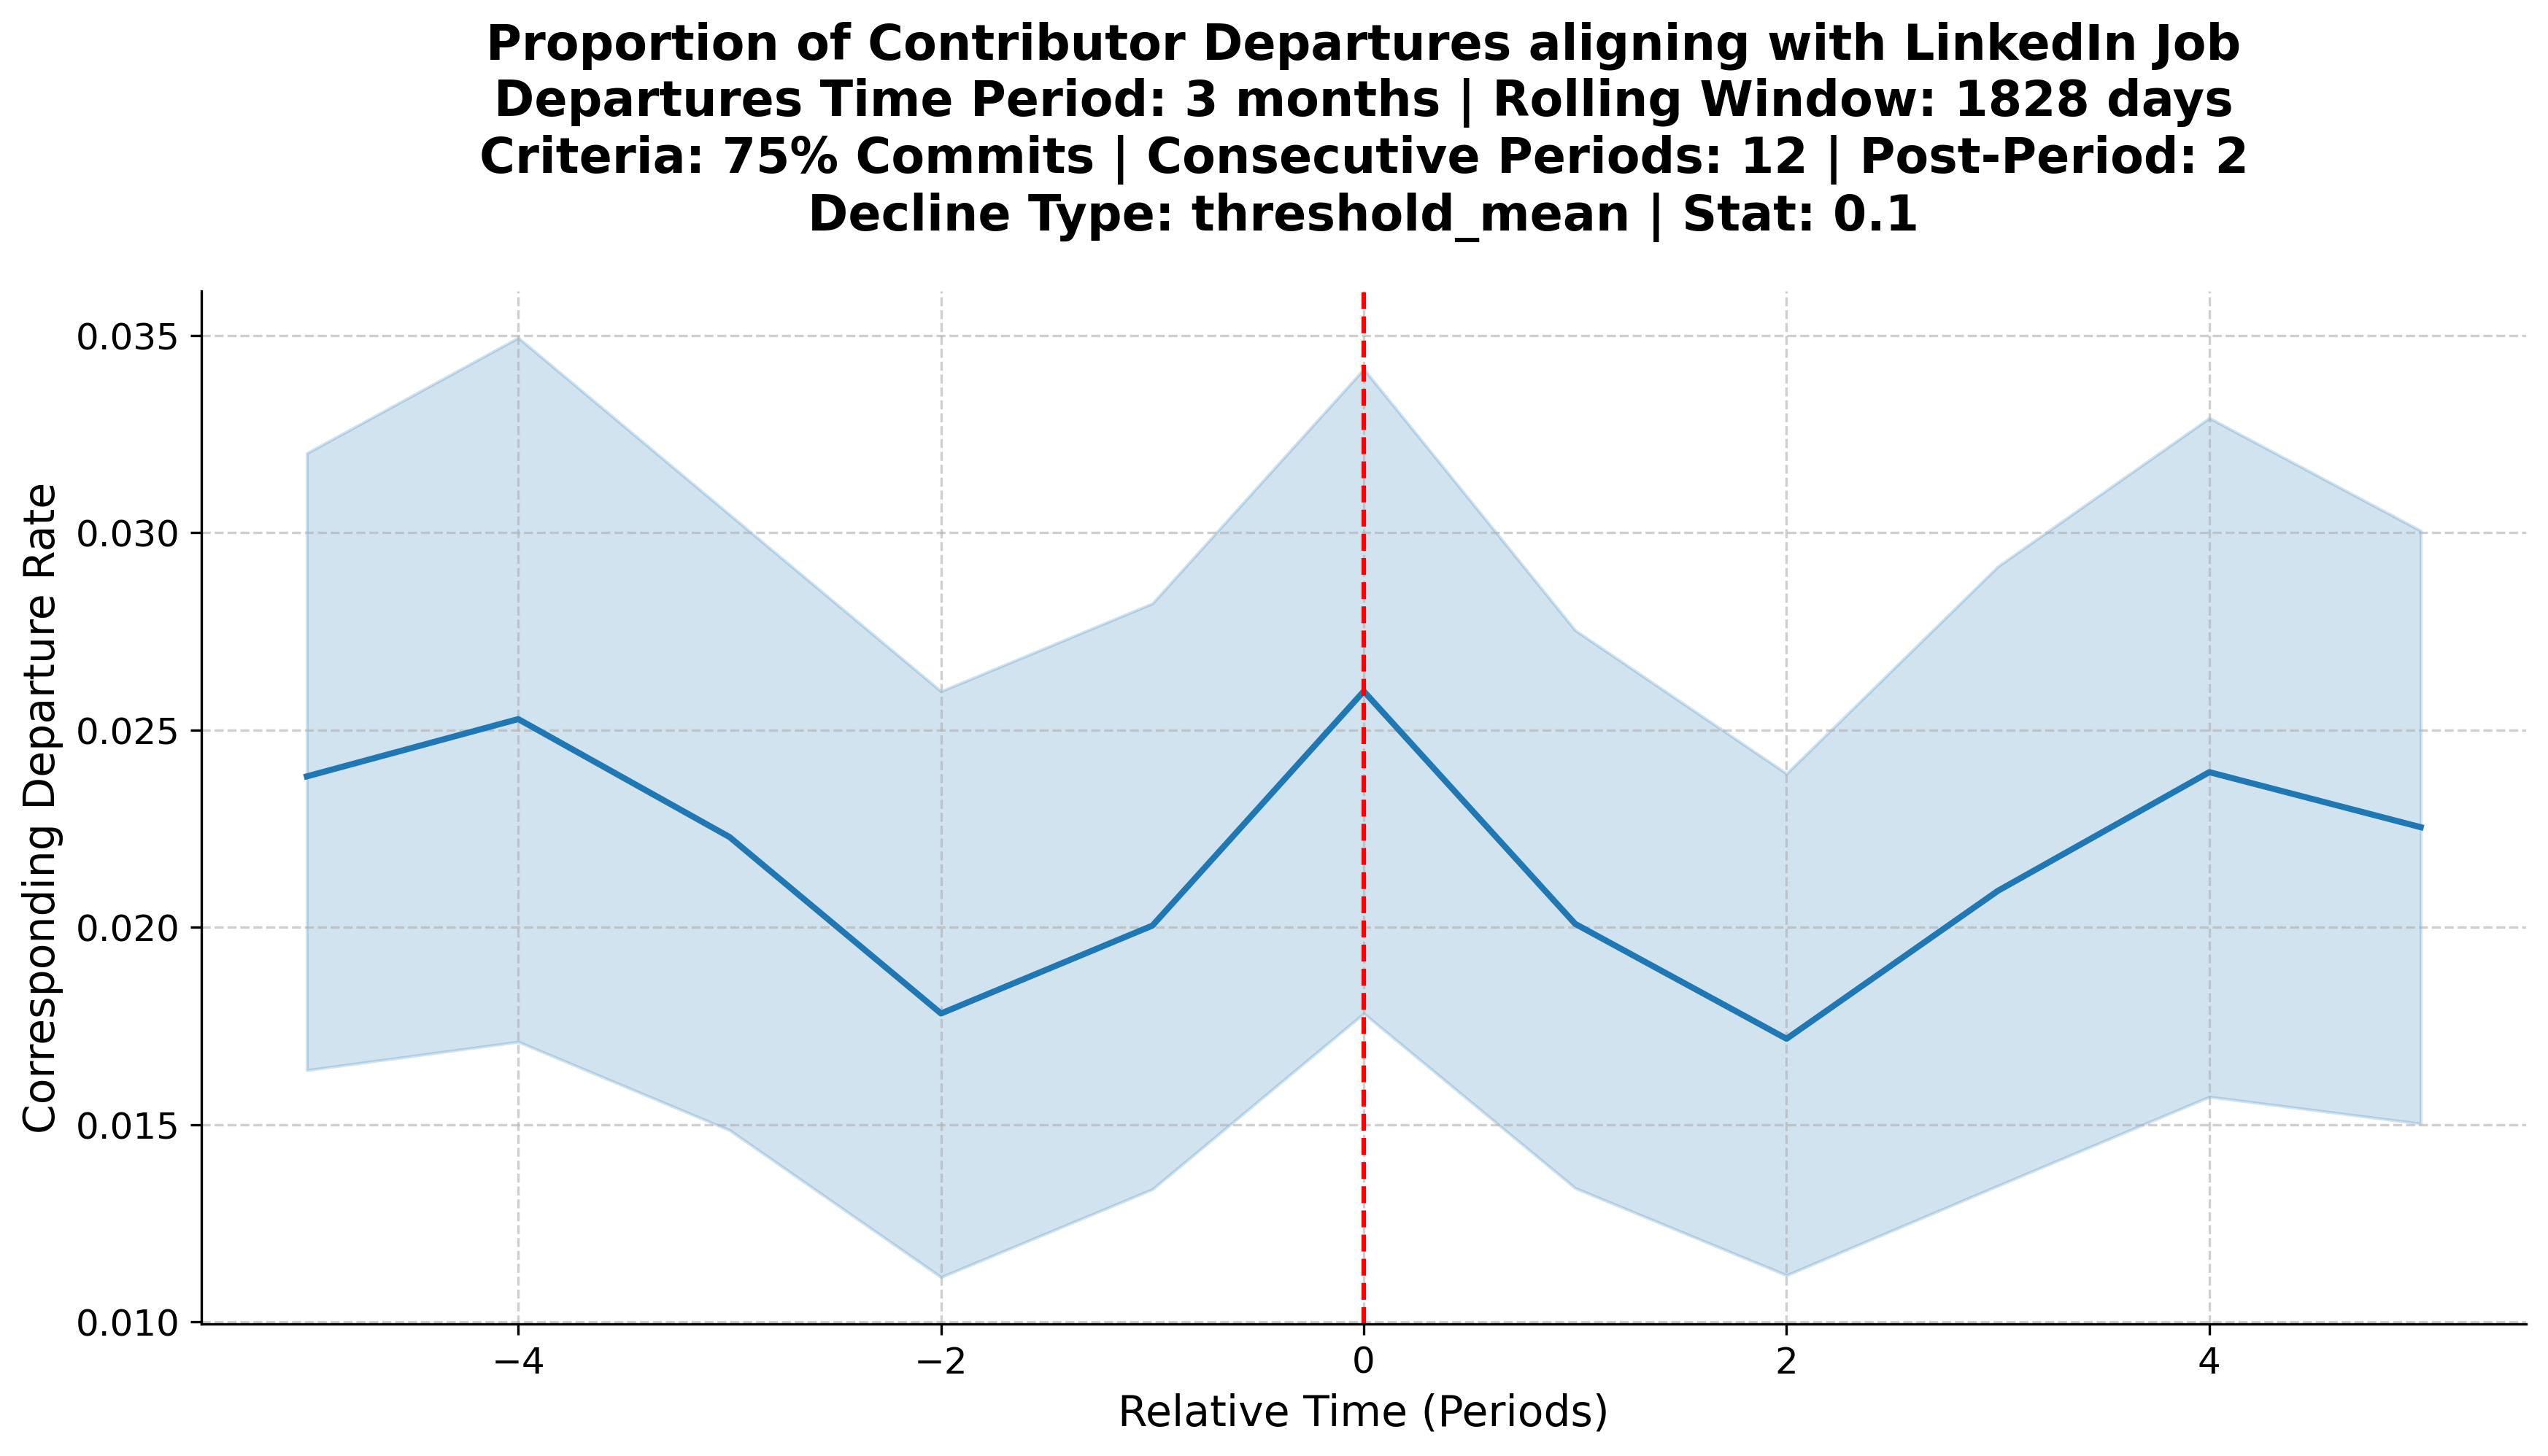 Proportion of Contributor Departures aligning with LinkedIn Job
Departures Time Period: 3 months | Rolling Window: 1828 days
Criteria: 75% Commits | Consecutive Periods: 12 | Post-Period: 2
Decline Type: threshold_mean | Stat: 0.1
Corresponding Departure Rate
0.035
0.030
0.025
0.020
0.015
0.010
−4
−2
0
2
4
Relative Time (Periods)